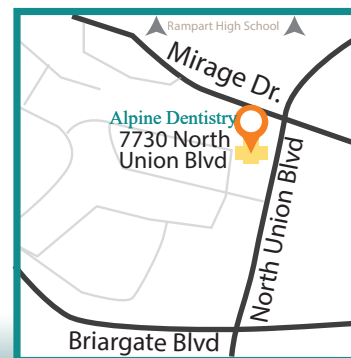 Rampart High School
Mirage Dr.
Alpine Dentistry
7730 North
Union Blvd
North Union Blvd
Briargate Blvd